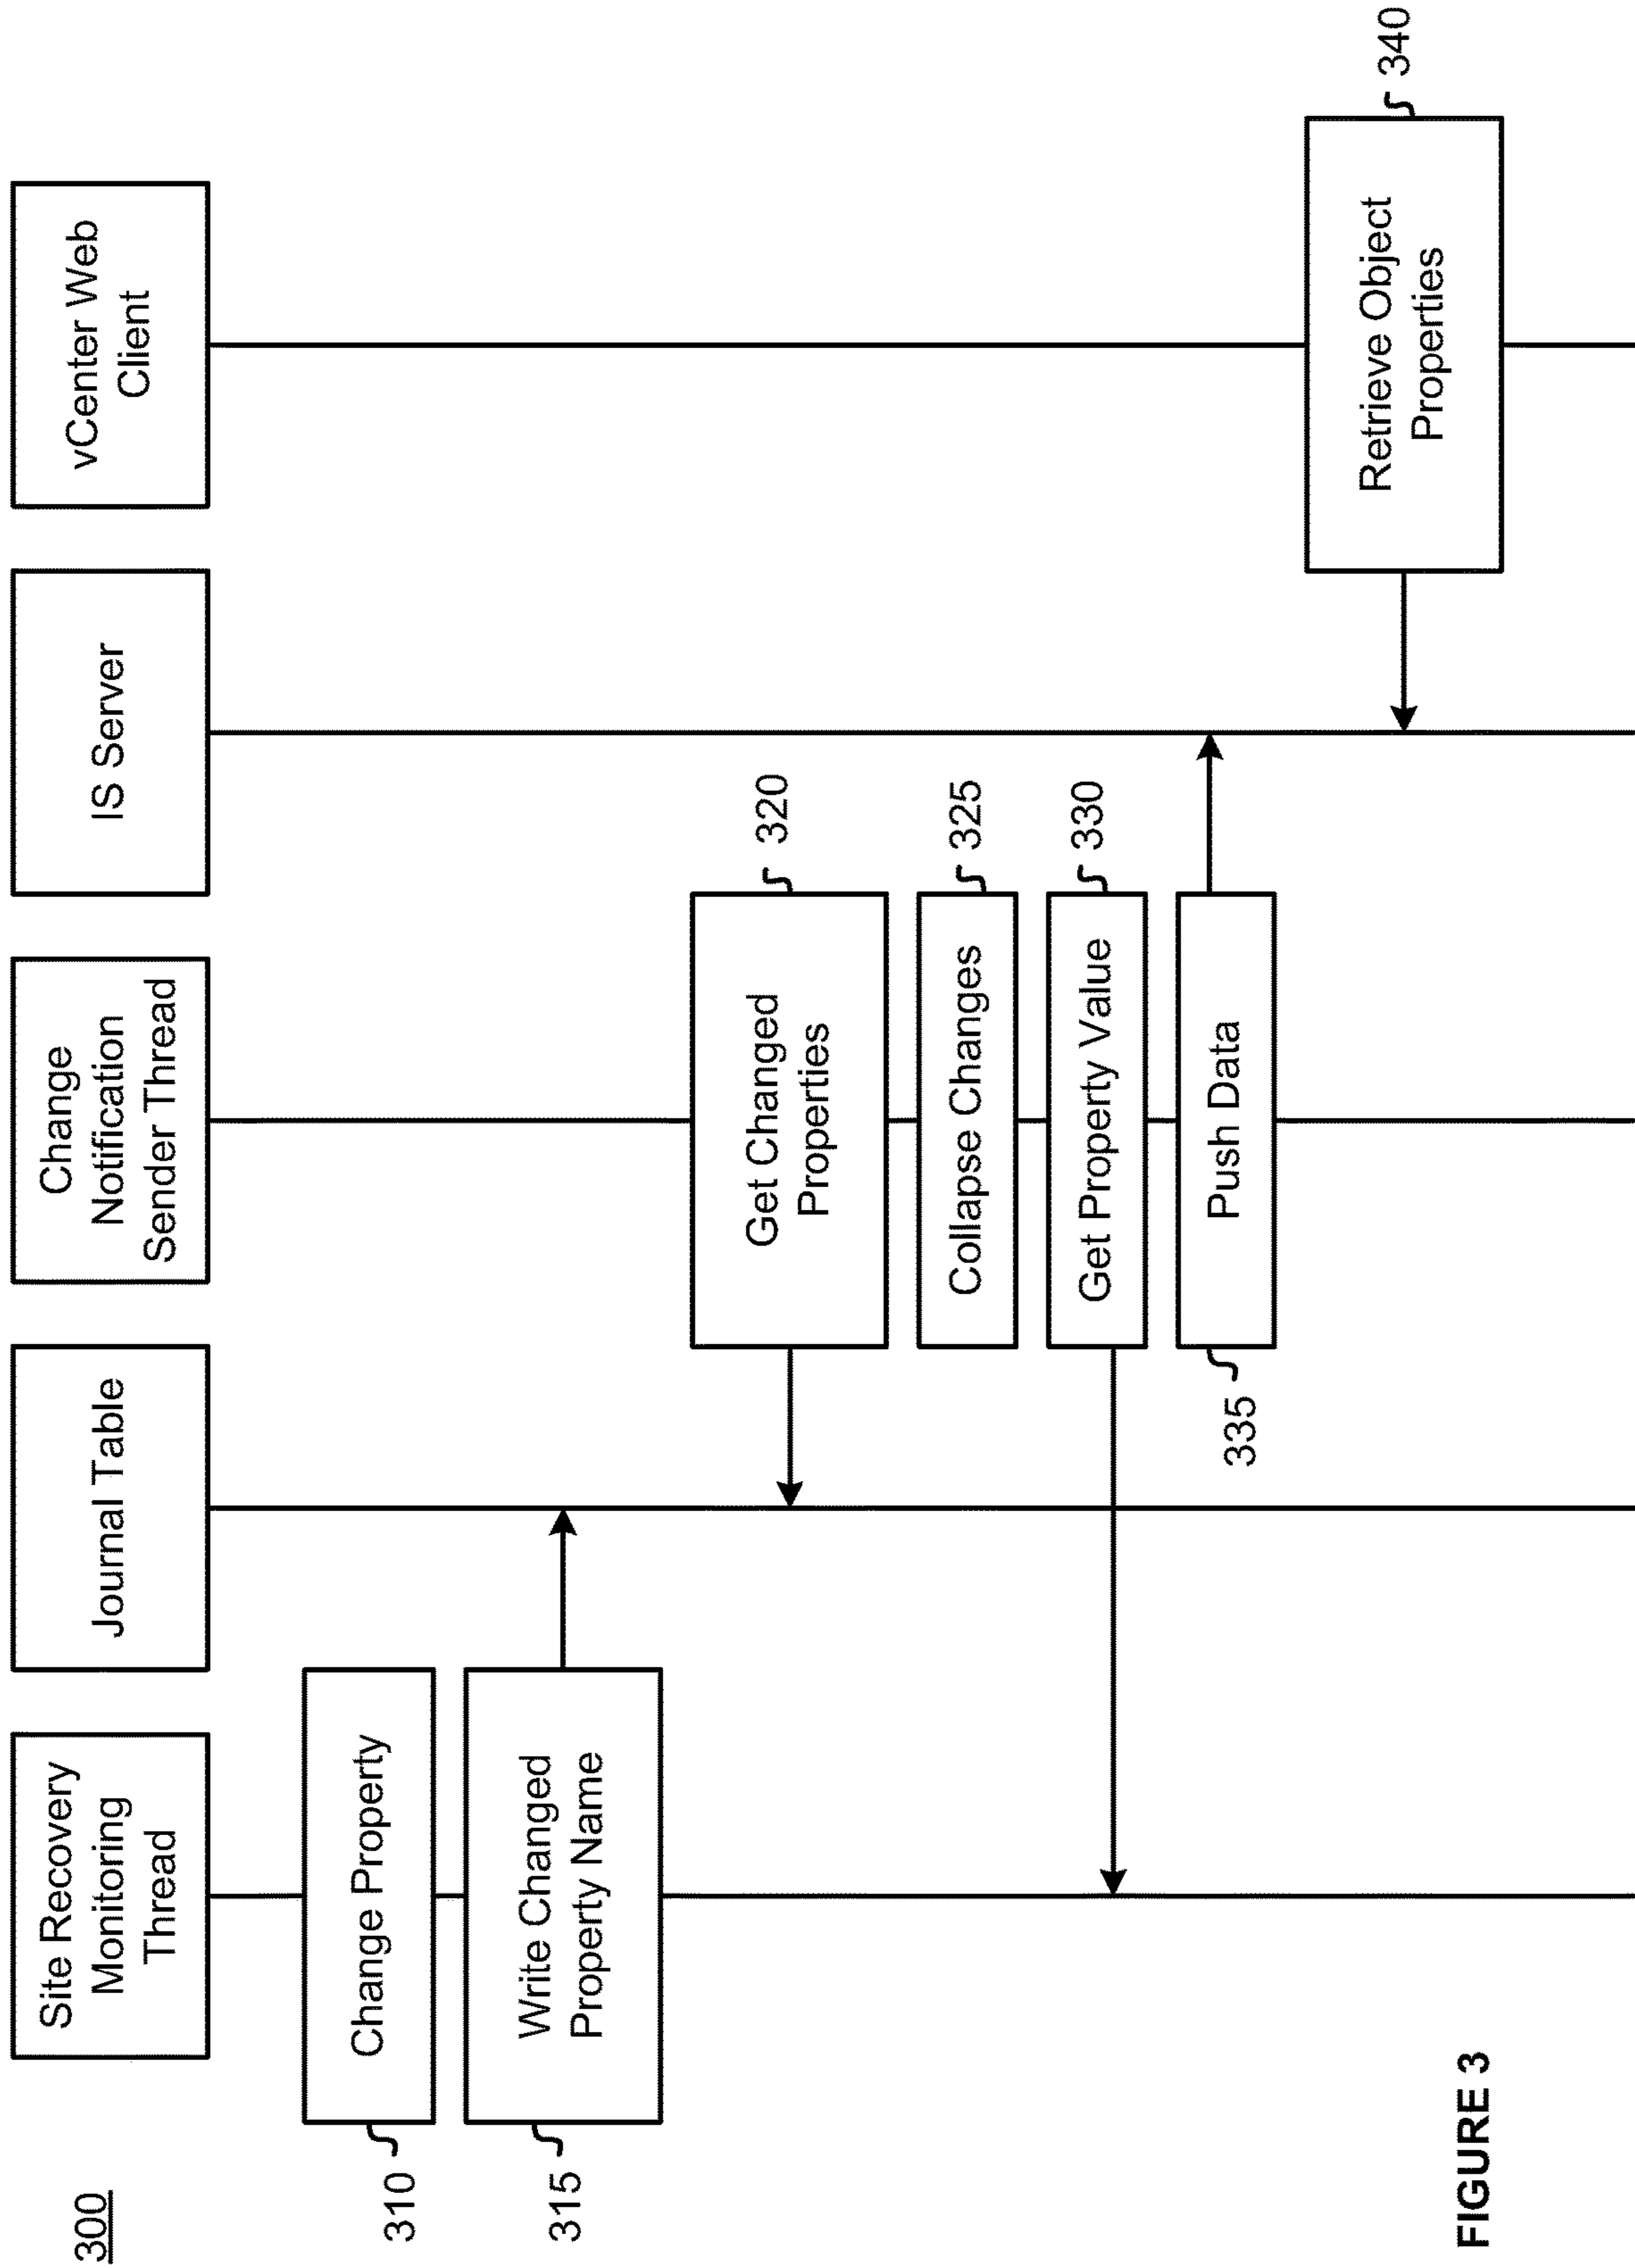 300
Site Recovery
Monitoring
Thread
Journal Table
Change
Notification
Sender Thread
IS Server
vCenter Web
Client
310
Change Property
315
Write Changed
Property Name
Get Changed
Properties
320
Collapse Changes
325
Get Property Value
330
335
Push Data
Retrieve Object
Properties
340
FIGURE 3